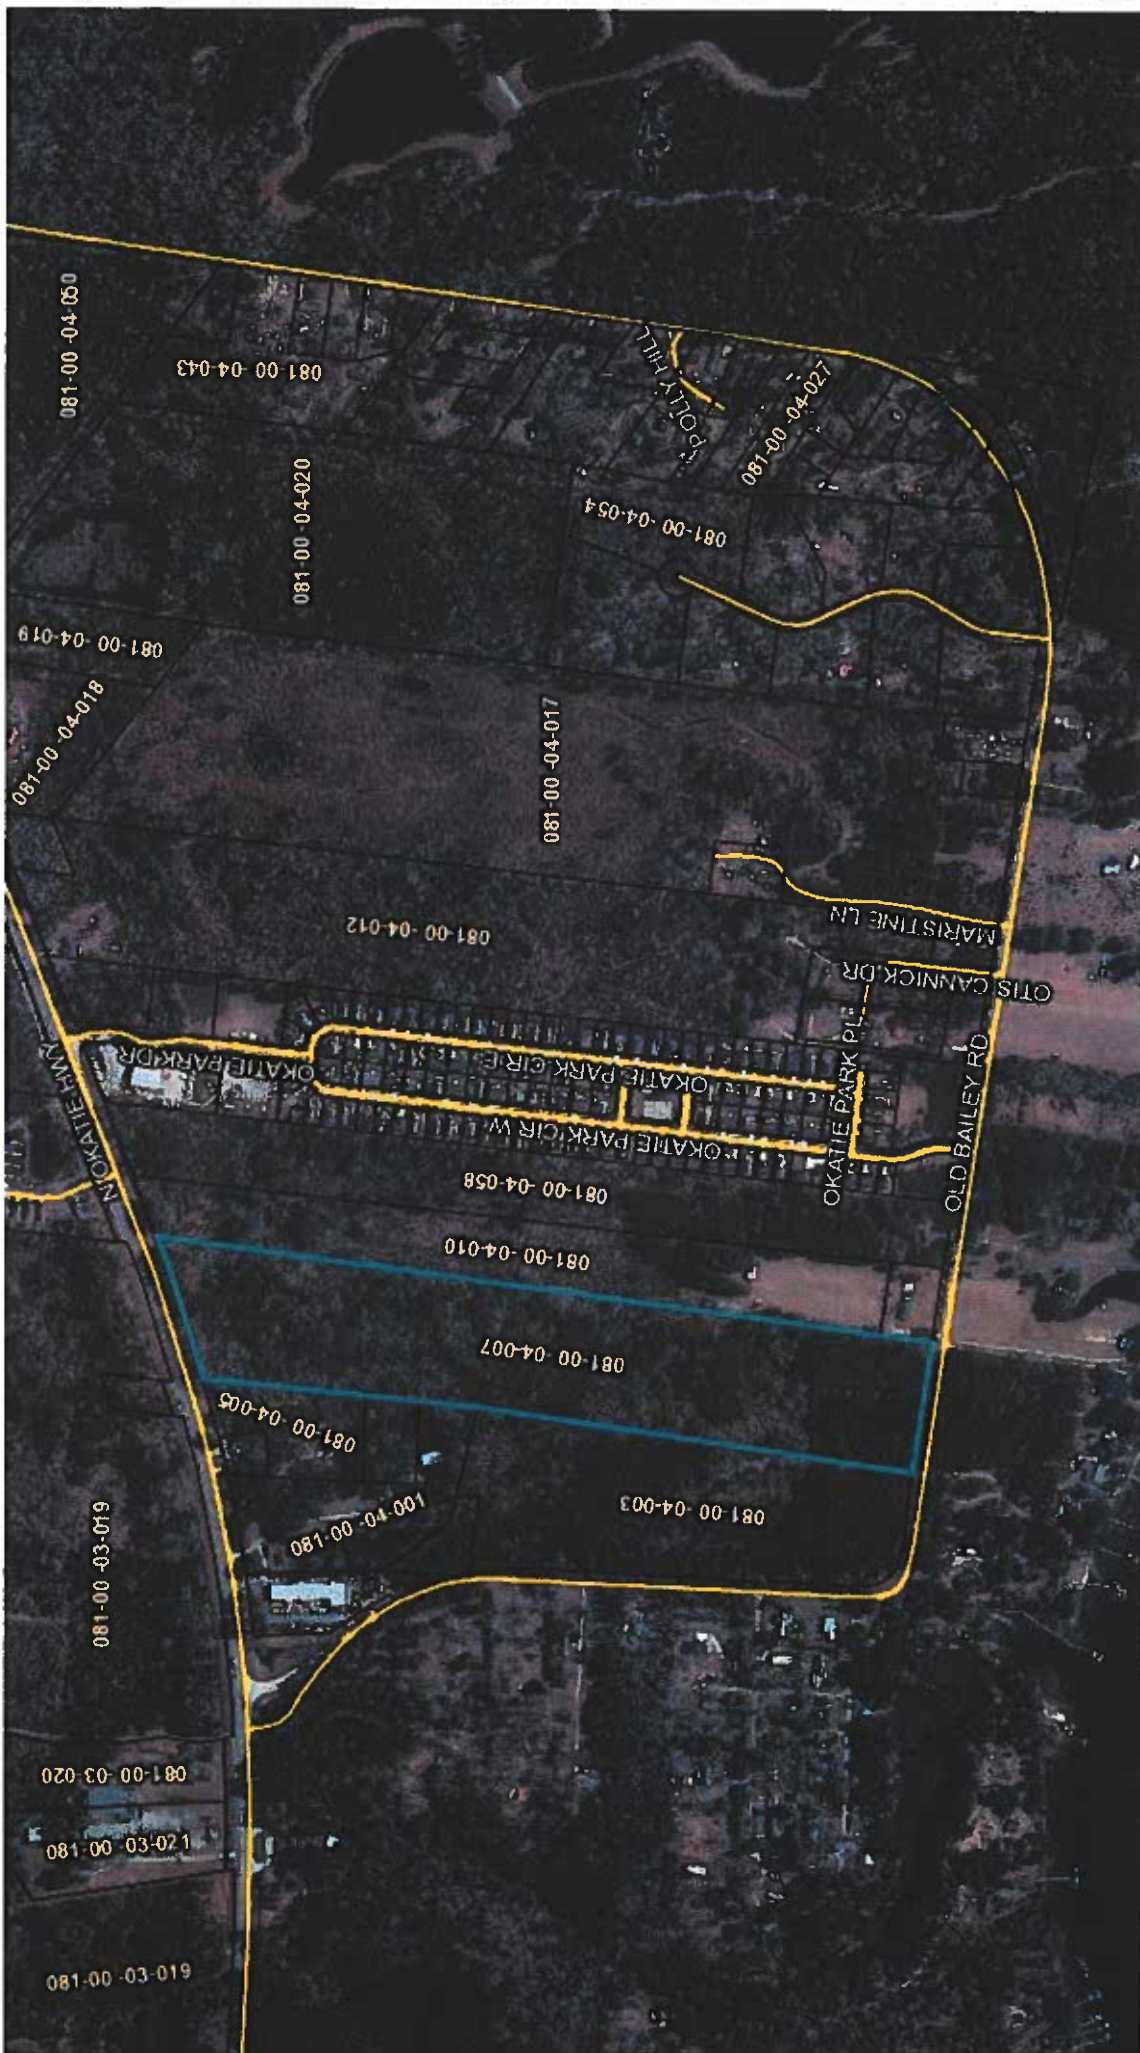 081-00-04-050
081-00-04-043
POLLY HILL
081-00-04-027
081-00-04-020
081-00-04-054
081-00-04-019
081-00-04-018
081-00-04-017
081-00-04-012
MARISTINE LN
OTIS CANNICK DR
N OKATIE HWY
OKATIE PARK DR
OKATIE PARK CIR E
OKATIE PARK PL
OLD BAILEY RD
OKATIE PARK CIR W
081-00-04-058
081-00-04-010
081-00-04-007
081-00-04-005
081-00-04-003
081-00-04-001
081-00-03-019
081-00-03-020
081-00-03-021
081-00-03-019